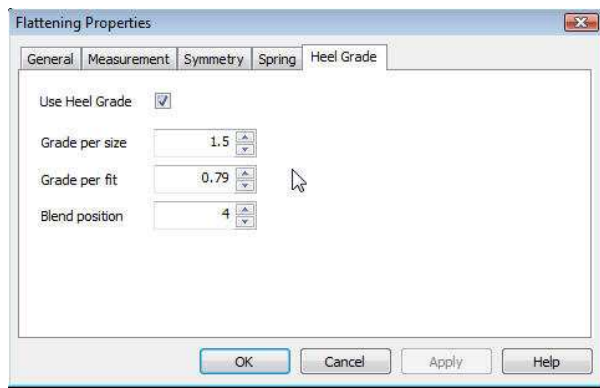 Flattening Properties
General Measurement Symmetry Spring Heel Grade
Use Heel Grade
Grade per size 1.5
Grade per fit 0.79
Blend position 4
OK Cancel Apply Help